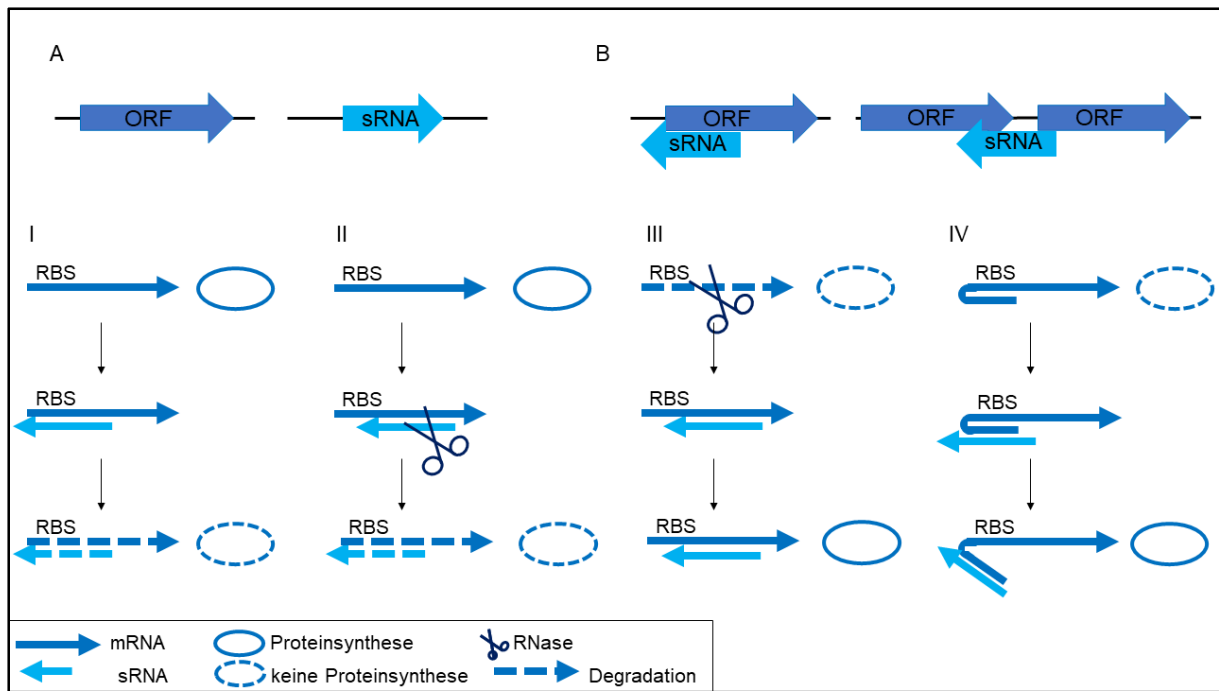 A B
ORF sRNA ORF ORF ORF
sRNA sRNA
I II III IV
RBS RBS RBS RBS
RBS RBS RBS RBS
RBS RBS RBS RBS
mRNA Proteinsynthese RNase
sRNA keine Proteinsynthese Degradation